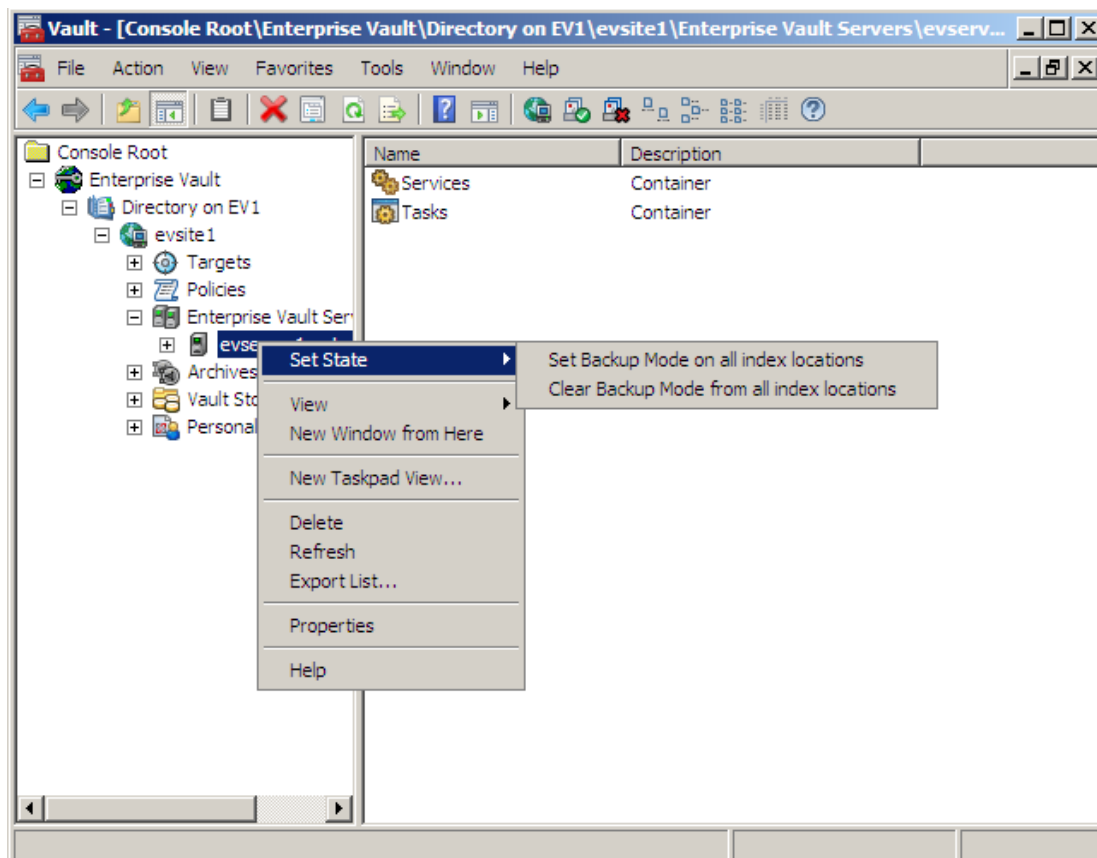 Vault - [Console Root\Enterprise Vault\Directory on EV1\evsite1\Enterprise Vault Servers\evserv...
File Action View Favorites Tools Window Help
Console Root
Enterprise Vault
Directory on EV1
evsite1
Targets
Policies
Enterprise Vault Ser
evse
Archives
Vault Sto
Personal
Name Description
Services Container
Tasks Container
Set State
View
New Window from Here
New Taskpad View...
Delete
Refresh
Export List...
Properties
Help
Set Backup Mode on all index locations
Clear Backup Mode from all index locations